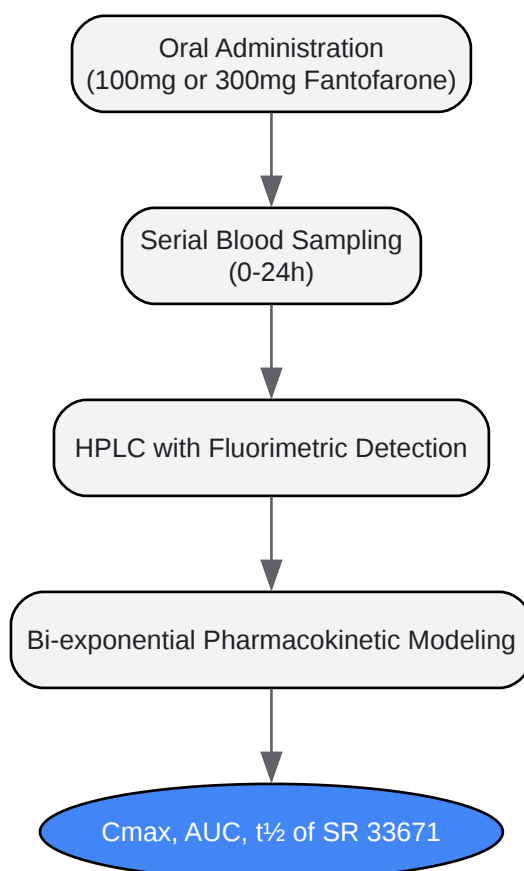 Oral Administration
(100mg or 300mg Fantofarone)
Serial Blood Sampling
(0-24h)
HPLC with Fluorimetric Detection
Bi-exponential Pharmacokinetic Modeling
Cmax, AUC, t½ of SR 33671